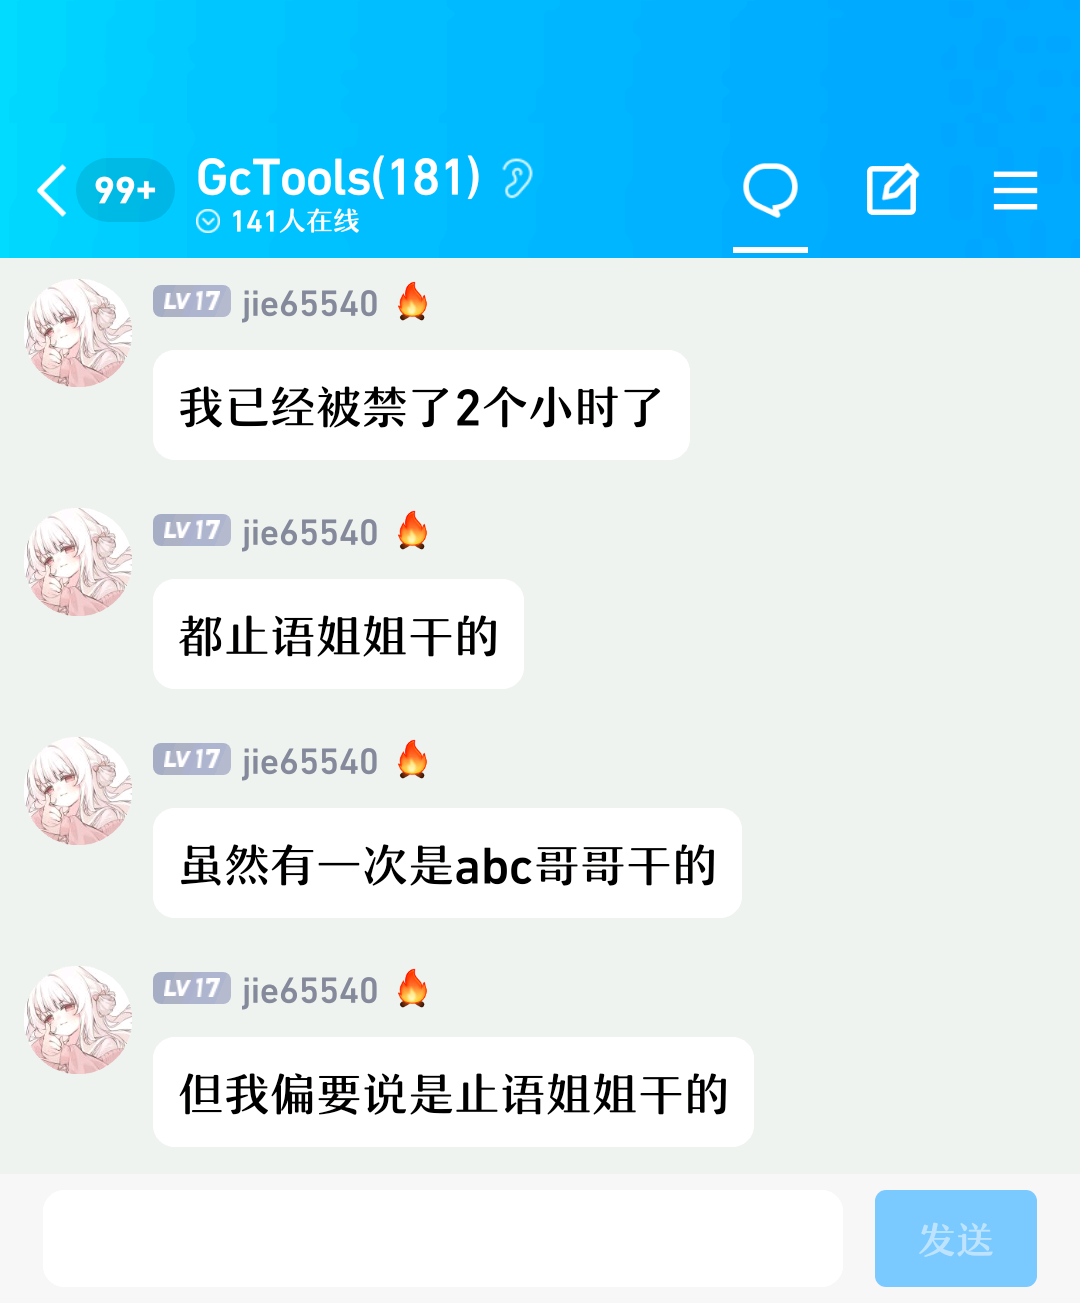 99+
GcTools(181)
141人在线
LV17 jie65540
我已经被禁了2个小时了
LV17 jie65540
都止语姐姐干的
LV17 jie65540
虽然有一次是abc哥哥干的
LV17 jie65540
但我偏要说是止语姐姐干的
发送